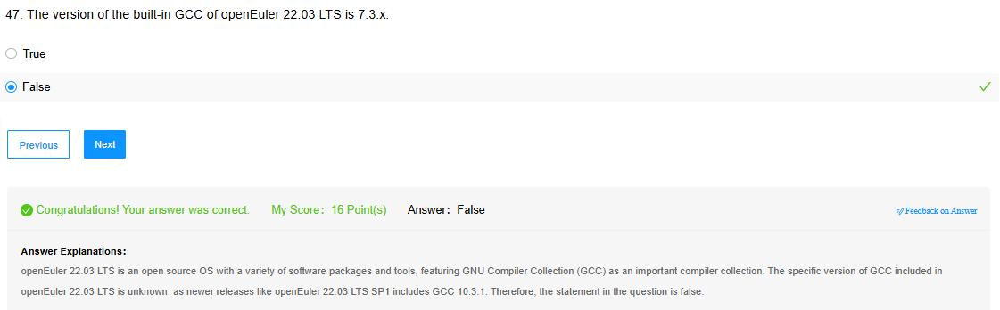 47. The version of the built-in GCC of openEuler 22.03 LTS is 7.3.x.
True
False
Previous Next
Congratulations! Your answer was correct. My Score: 16 Point(s) Answer: False Feedback on Answer
Answer Explanations:
openEuler 22.03 LTS is an open source OS with a variety of software packages and tools, featuring GNU Compiler Collection (GCC) as an important compiler collection. The specific version of GCC included in
openEuler 22.03 LTS is unknown, as newer releases like openEuler 22.03 LTS SP1 includes GCC 10.3.1. Therefore, the statement in the question is false.